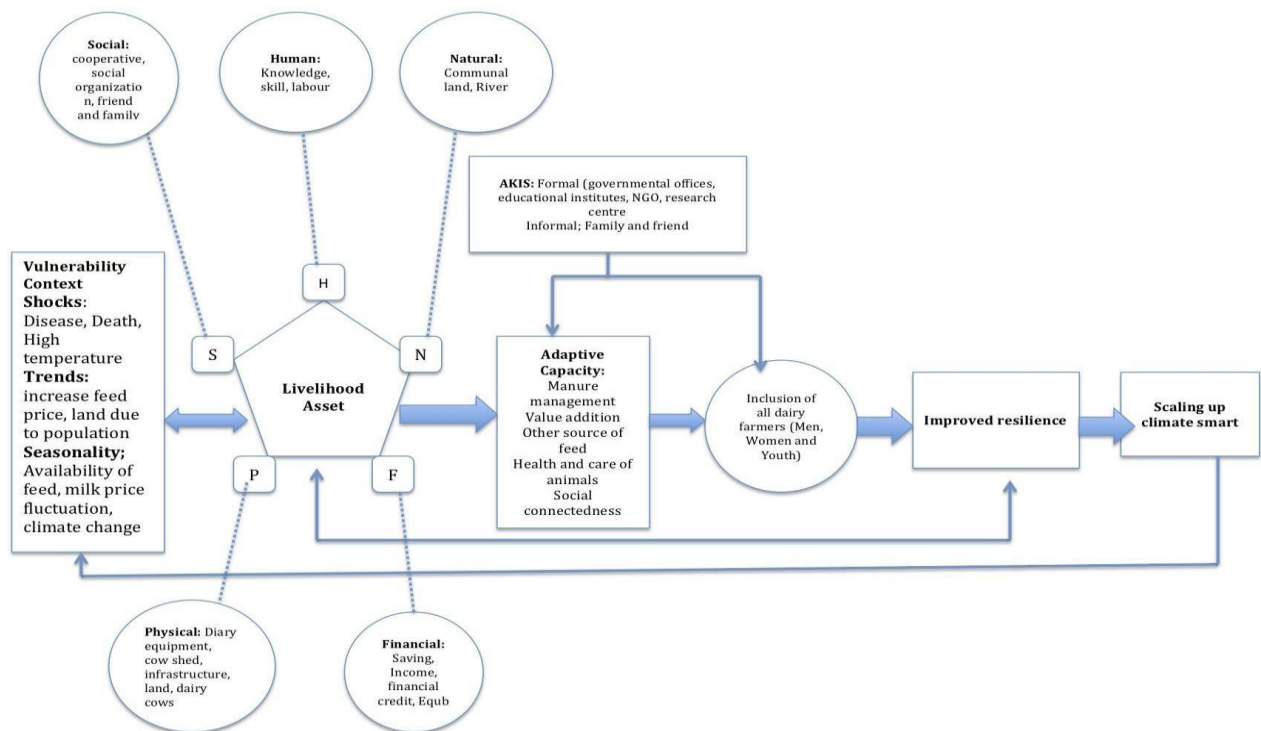 Social:
cooperative,
social
organizatio
n, friend
and family
Human:
Knowledge,
skill, labour
Natural:
Communal
land, River
AKIS: Formal (governmental offices,
educational institutes, NGO, research
centre
Informal; Family and friend
Vulnerability
Context
Shocks:
Disease, Death,
High
temperature
Trends:
increase feed
price, land due
to population
Seasonality;
Availability of
feed, milk price
fluctuation,
climate change
H
S
N
Livelihood
Asset
P
F
Adaptive
Capacity:
Manure
management
Value addition
Other source of
feed
Health and care of
animals
Social
connectedness
Inclusion of
all dairy
farmers (Men,
Women and
Youth)
Improved resilience
Scaling up
climate smart
Physical: Diary
equipment,
cow shed,
infrastructure,
land, dairy
cows
Financial:
Saving,
Income,
financial
credit, Equb